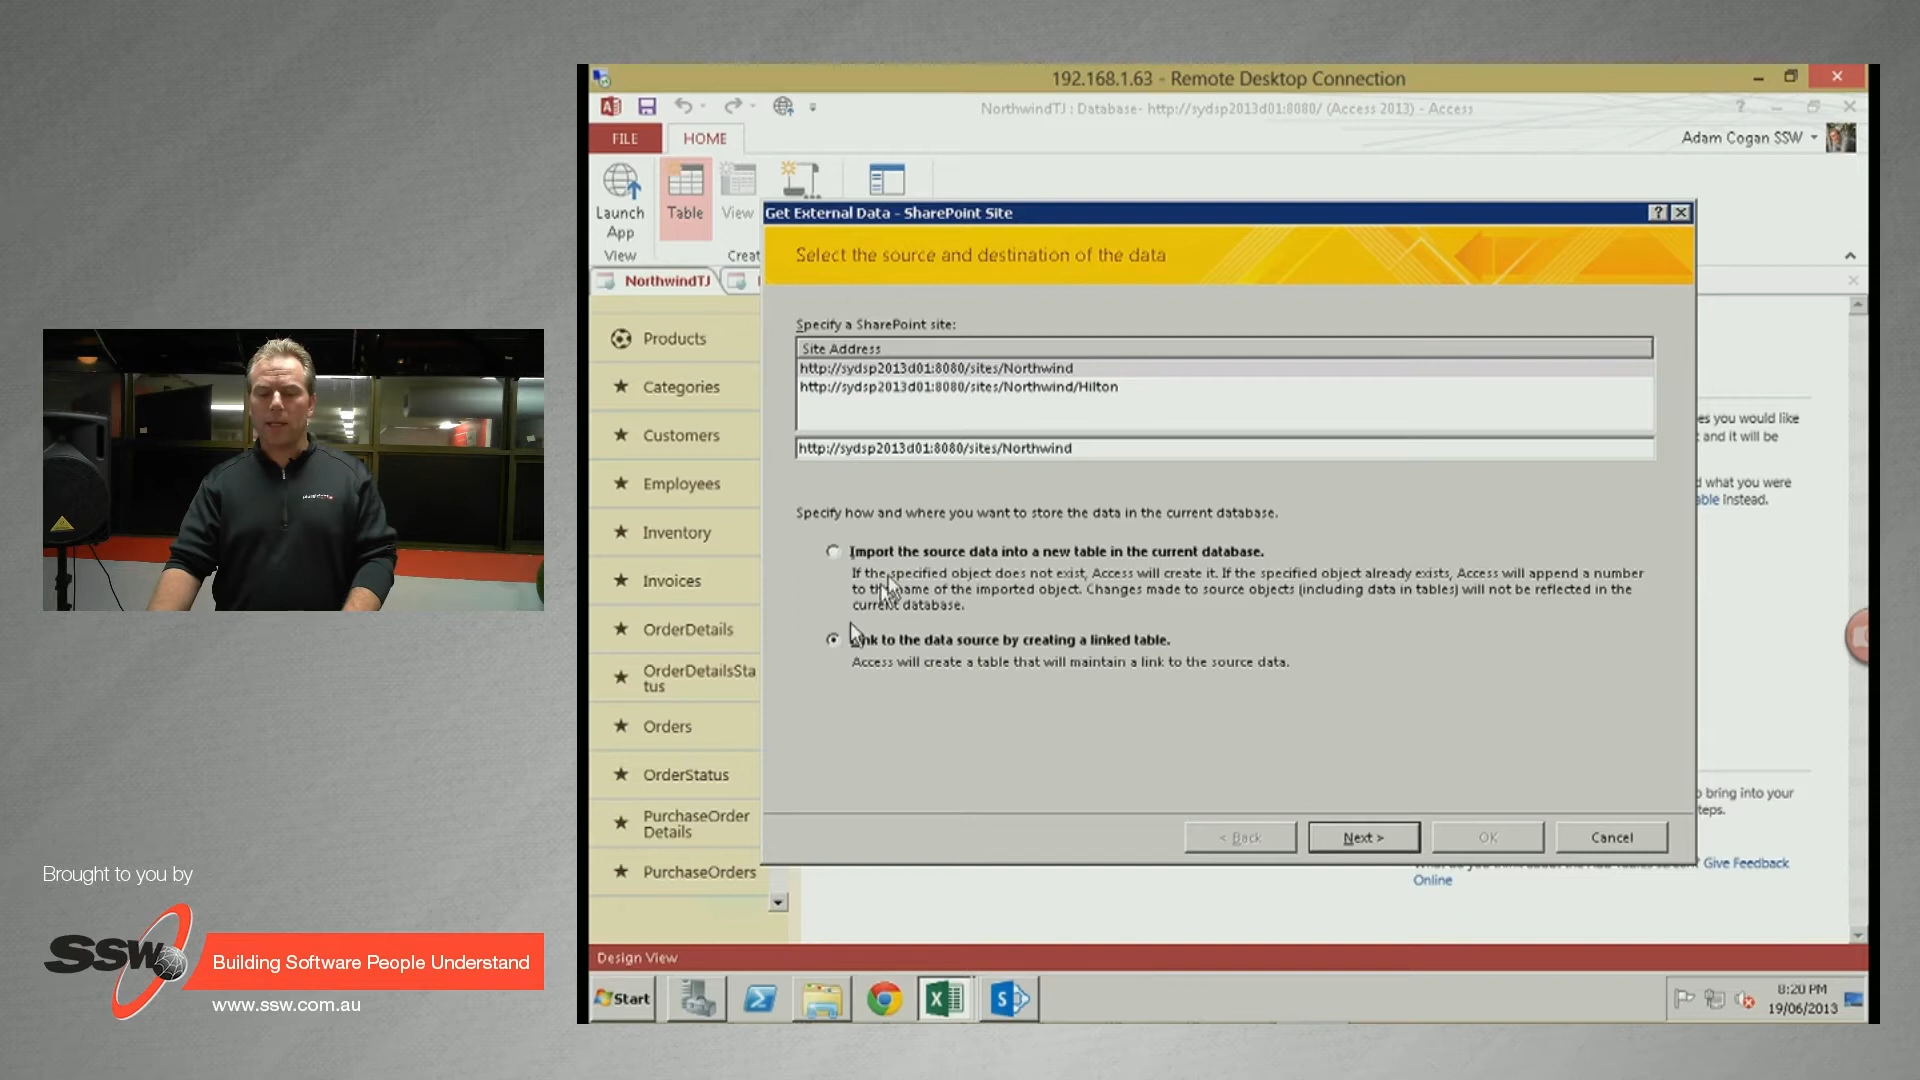 192.168.1.63 - Remote Desktop Connection
NorthwindTJ : Database- http://sydsp2013d01:8080/ (Access 2013) - Access
FILE
HOME
Adam Cogan SSW
Launch
App
Table
View
View
Creat
NorthwindTJ
Get External Data - SharePoint Site
Select the source and destination of the data
Specify a SharePoint site:
Site Address
http://sydsp2013d01:8080/sites/Northwind
http://sydsp2013d01:8080/sites/Northwind/Hilton
http://sydsp2013d01:8080/sites/Northwind
Specify how and where you want to store the data in the current database.
Import the source data into a new table in the current database.
If the specified object does not exist, Access will create it. If the specified object already exists, Access will append a number
to the name of the imported object. Changes made to source objects (including data in tables) will not be reflected in the
current database.
Link to the data source by creating a linked table.
Access will create a table that will maintain a link to the source data.
< Back
Next >
OK
Cancel
Products
Categories
Customers
Employees
Inventory
Invoices
OrderDetails
OrderDetailsSta
tus
Orders
OrderStatus
PurchaseOrder
Details
PurchaseOrders
es you would like
and it will be
d what you were
able instead.
o bring into your
teps.
Give Feedback
Online
Design View
Start
8:20 PM
19/06/2013
Brought to you by
SSW
Building Software People Understand
www.ssw.com.au